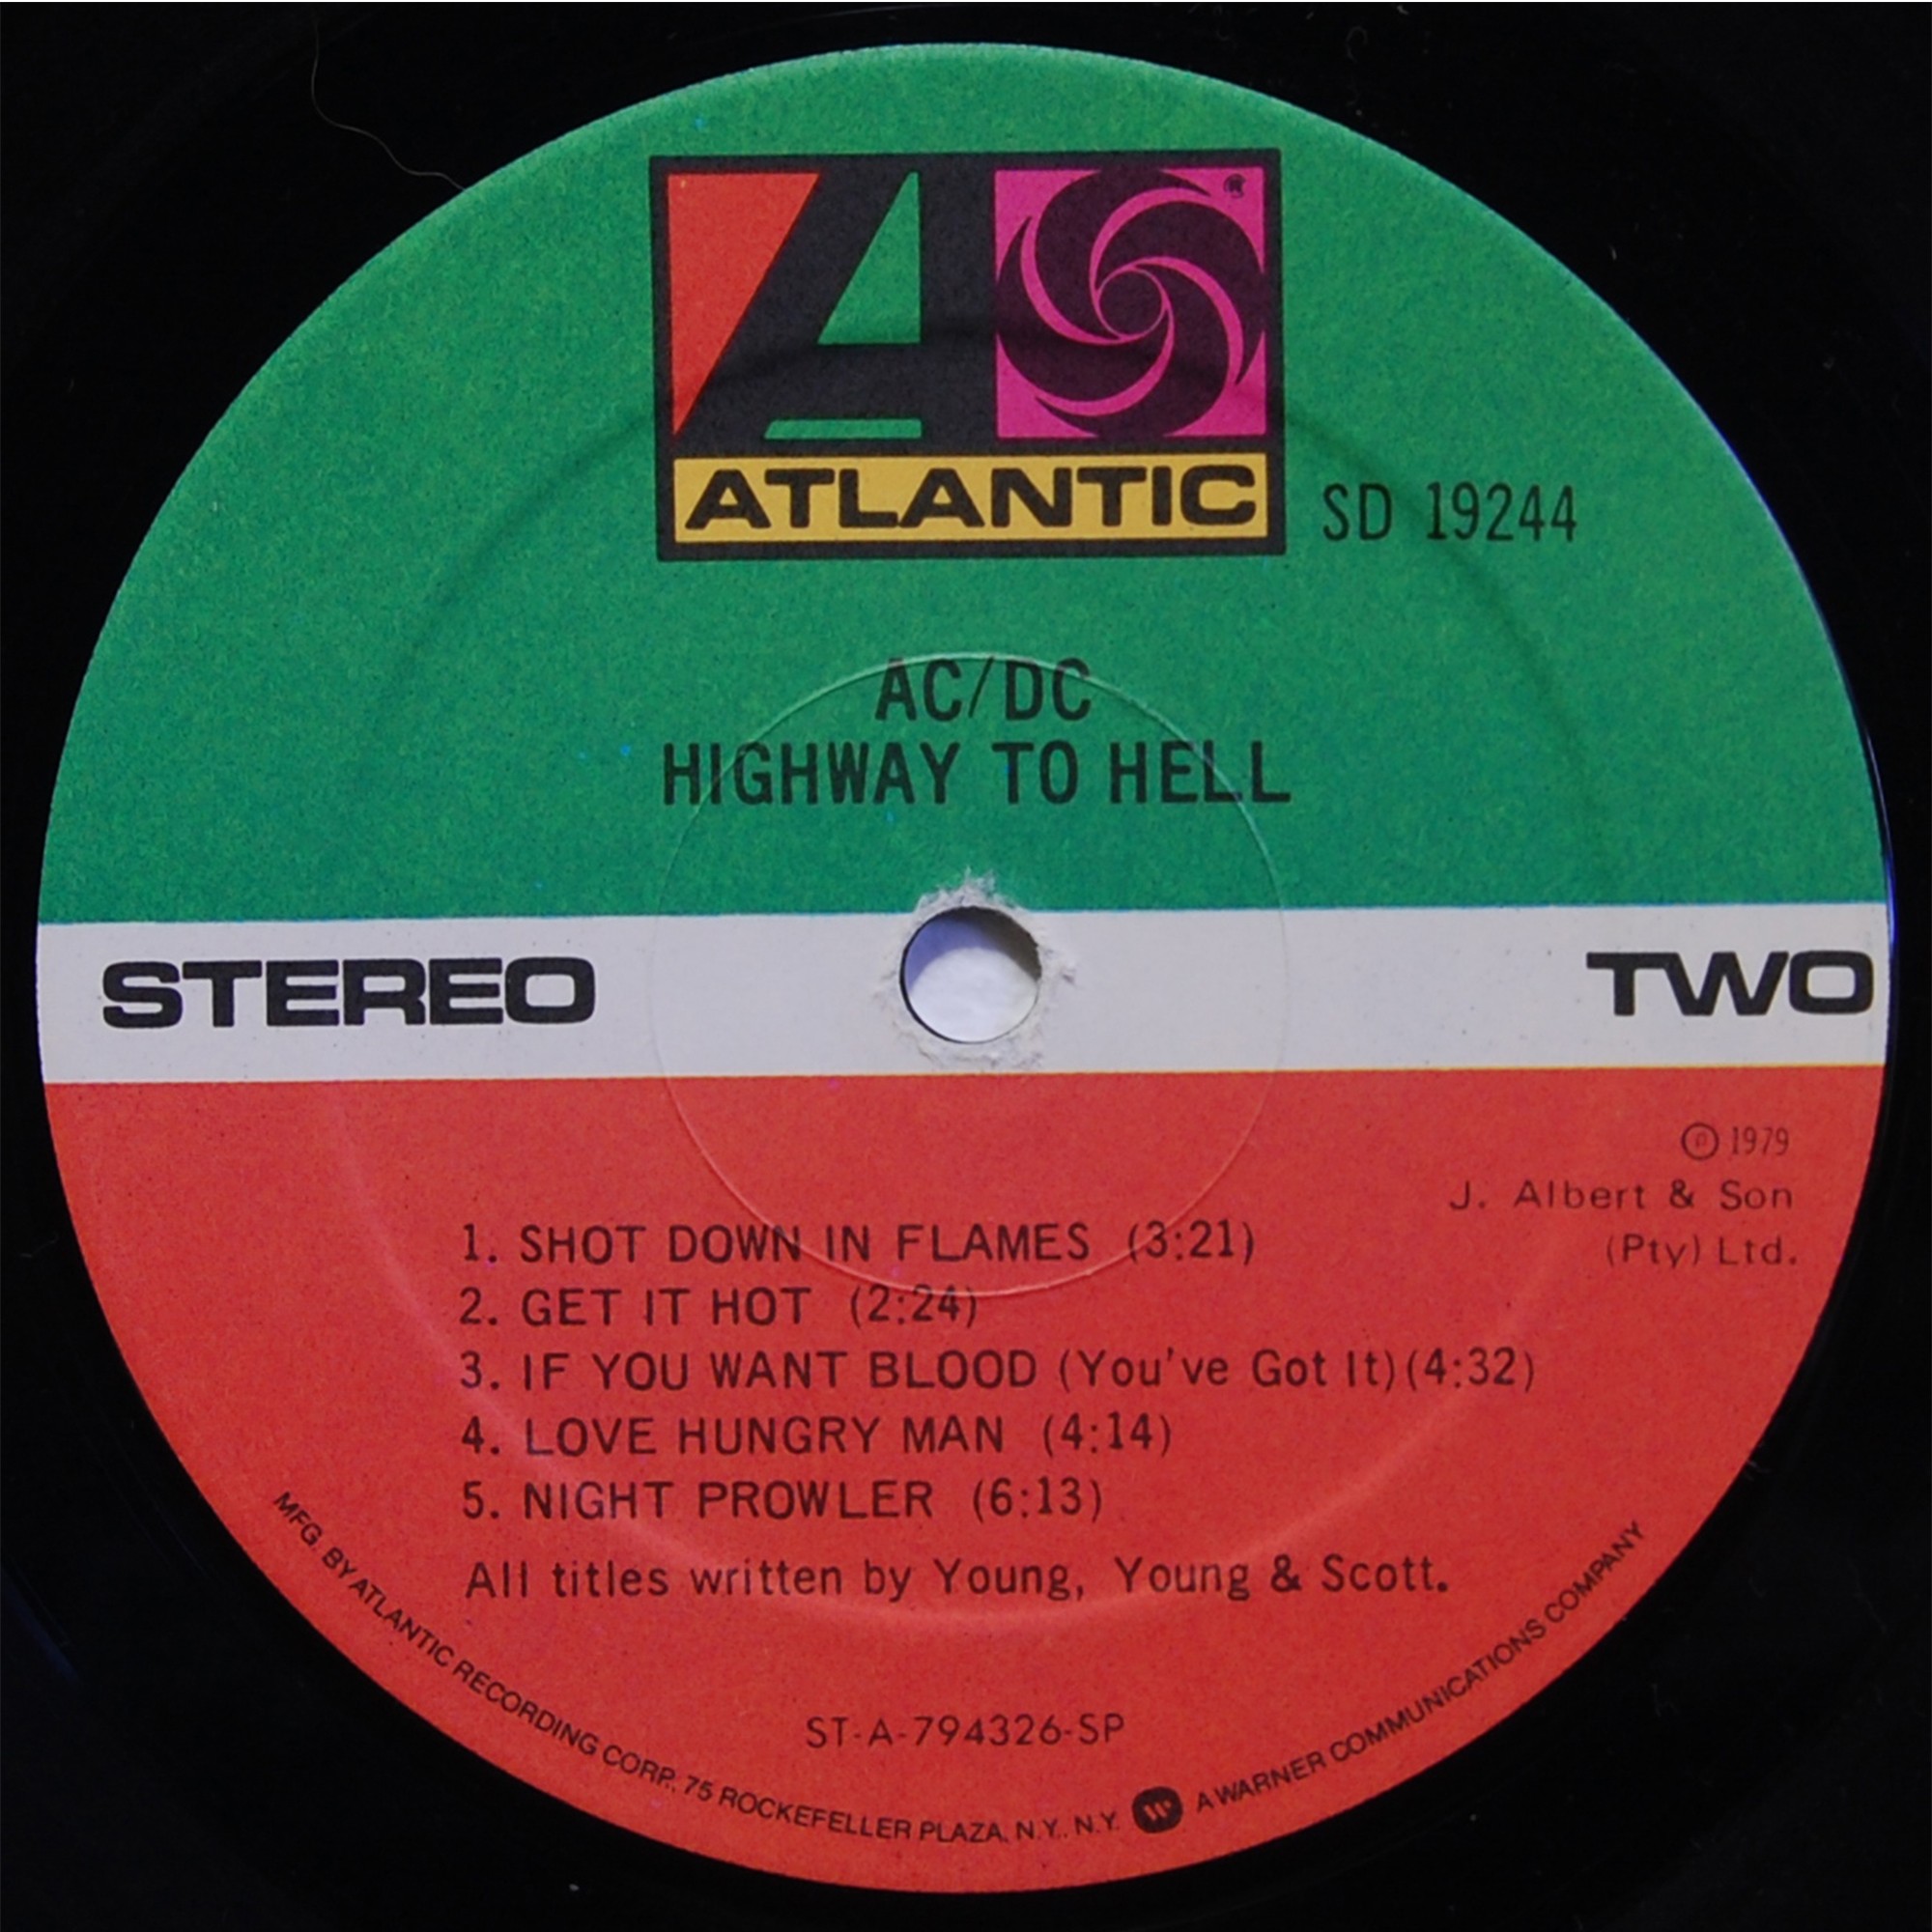 ATLANTIC
SD 19244
AC/DC
HIGHWAY TO HELL
STEREO
TWO
Ⓟ 1979
J. Albert & Son
(Pty) Ltd.
1. SHOT DOWN IN FLAMES (3:21)
2. GET IT HOT (2:24)
3. IF YOU WANT BLOOD (You've Got It) (4:32)
4. LOVE HUNGRY MAN (4:14)
5. NIGHT PROWLER (6:13)
All titles written by Young, Young & Scott.
ST-A-794326-SP
MFG. BY ATLANTIC RECORDING CORP., 75 ROCKEFELLER PLAZA, N.Y., N.Y. W A WARNER COMMUNICATIONS COMPANY